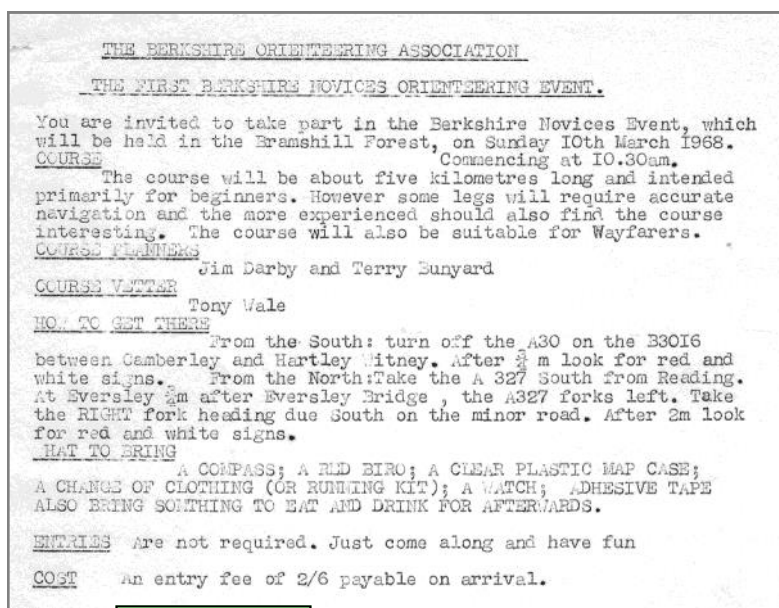 THE BERKSHIRE ORIENTEERING ASSOCIATION
THE FIRST BERKSHIRE NOVICES ORIENTEERING EVENT.
You are invited to take part in the Berkshire Novices Event, which
will be held in the Bramshill Forest, on Sunday IOth March 1968.
COURSE Commencing at IO.30am.
The course will be about five kilometres long and intended
primarily for beginners. However some legs will require accurate
navigation and the more experienced should also find the course
interesting. The course will also be suitable for Wayfarers.
COURSE PLANNERS
Jim Darby and Terry Bunyard
COURSE VETTER
Tony Wale
HOW TO GET THERE
From the South: turn off the A30 on the B30I6
between Camberley and Hartley Witney. After ¾ m look for red and
white signs. From the North:Take the A 327 South from Reading.
At Eversley ¾m after Eversley Bridge , the A327 forks left. Take
the RIGHT fork heading due South on the minor road. After 2m look
for red and white signs.
HAT TO BRING
A COMPASS; A RED BIRO; A CLEAR PLASTIC MAP CASE;
A CHANGE OF CLOTHING (OR RUNNING KIT); A WATCH; ADHESIVE TAPE
ALSO BRING SOMTHING TO EAT AND DRINK FOR AFTERWARDS.
ENTRIES Are not required. Just come along and have fun
COST An entry fee of 2/6 payable on arrival.